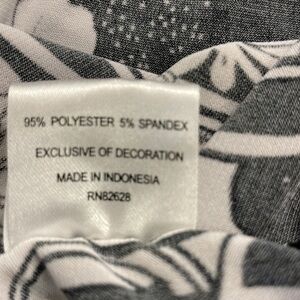 95% POLYESTER 5% SPANDEX
EXCLUSIVE OF DECORATION
MADE IN INDONESIA
RN82628